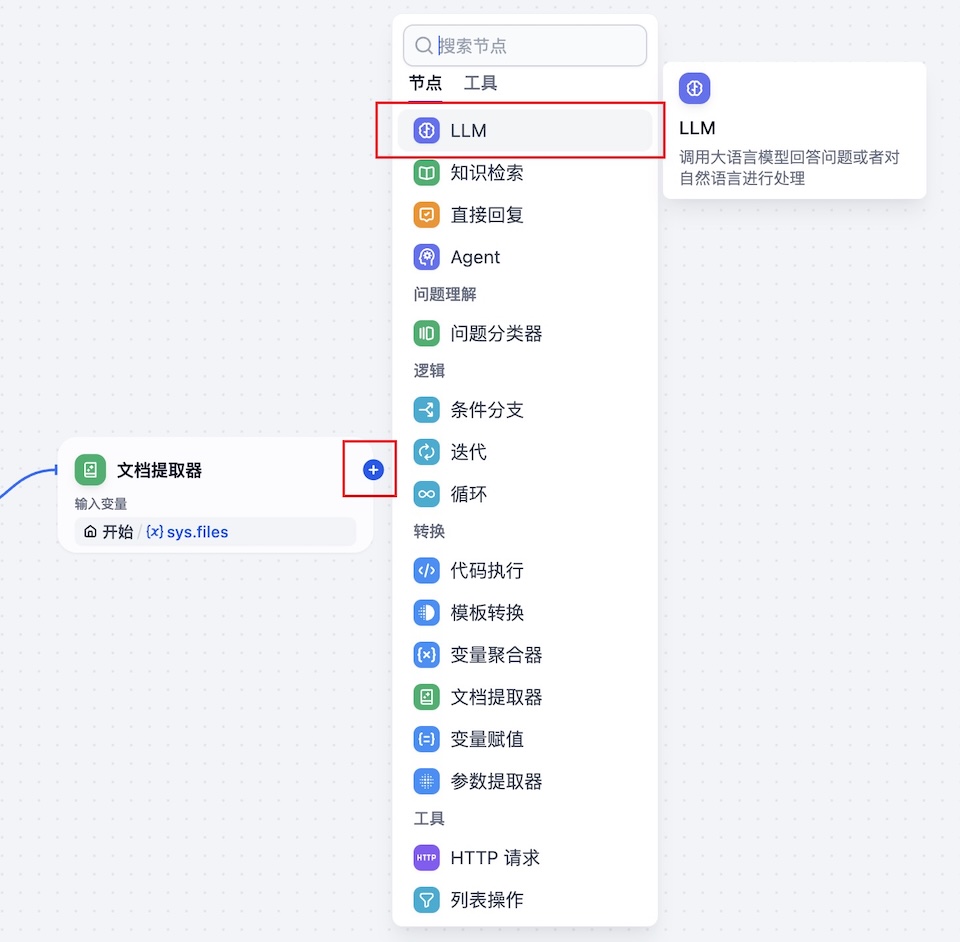 搜索节点
节点 工具
LLM
知识检索
直接回复
Agent
问题理解
问题分类器
逻辑
条件分支
迭代
循环
转换
代码执行
模板转换
变量聚合器
文档提取器
变量赋值
参数提取器
工具
HTTP HTTP 请求
列表操作
LLM
调用大语言模型回答问题或者对
自然语言进行处理
文档提取器
输入变量
开始 / {x} sys.files